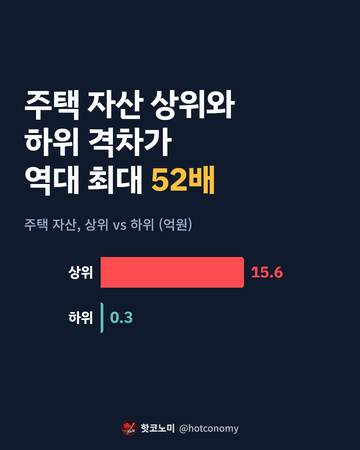 주택 자산 상위와
하위 격차가
역대 최대 52배
주택 자산, 상위 vs 하위 (억원)
상위 15.6
하위 0.3
핫코노미 @hotconomy